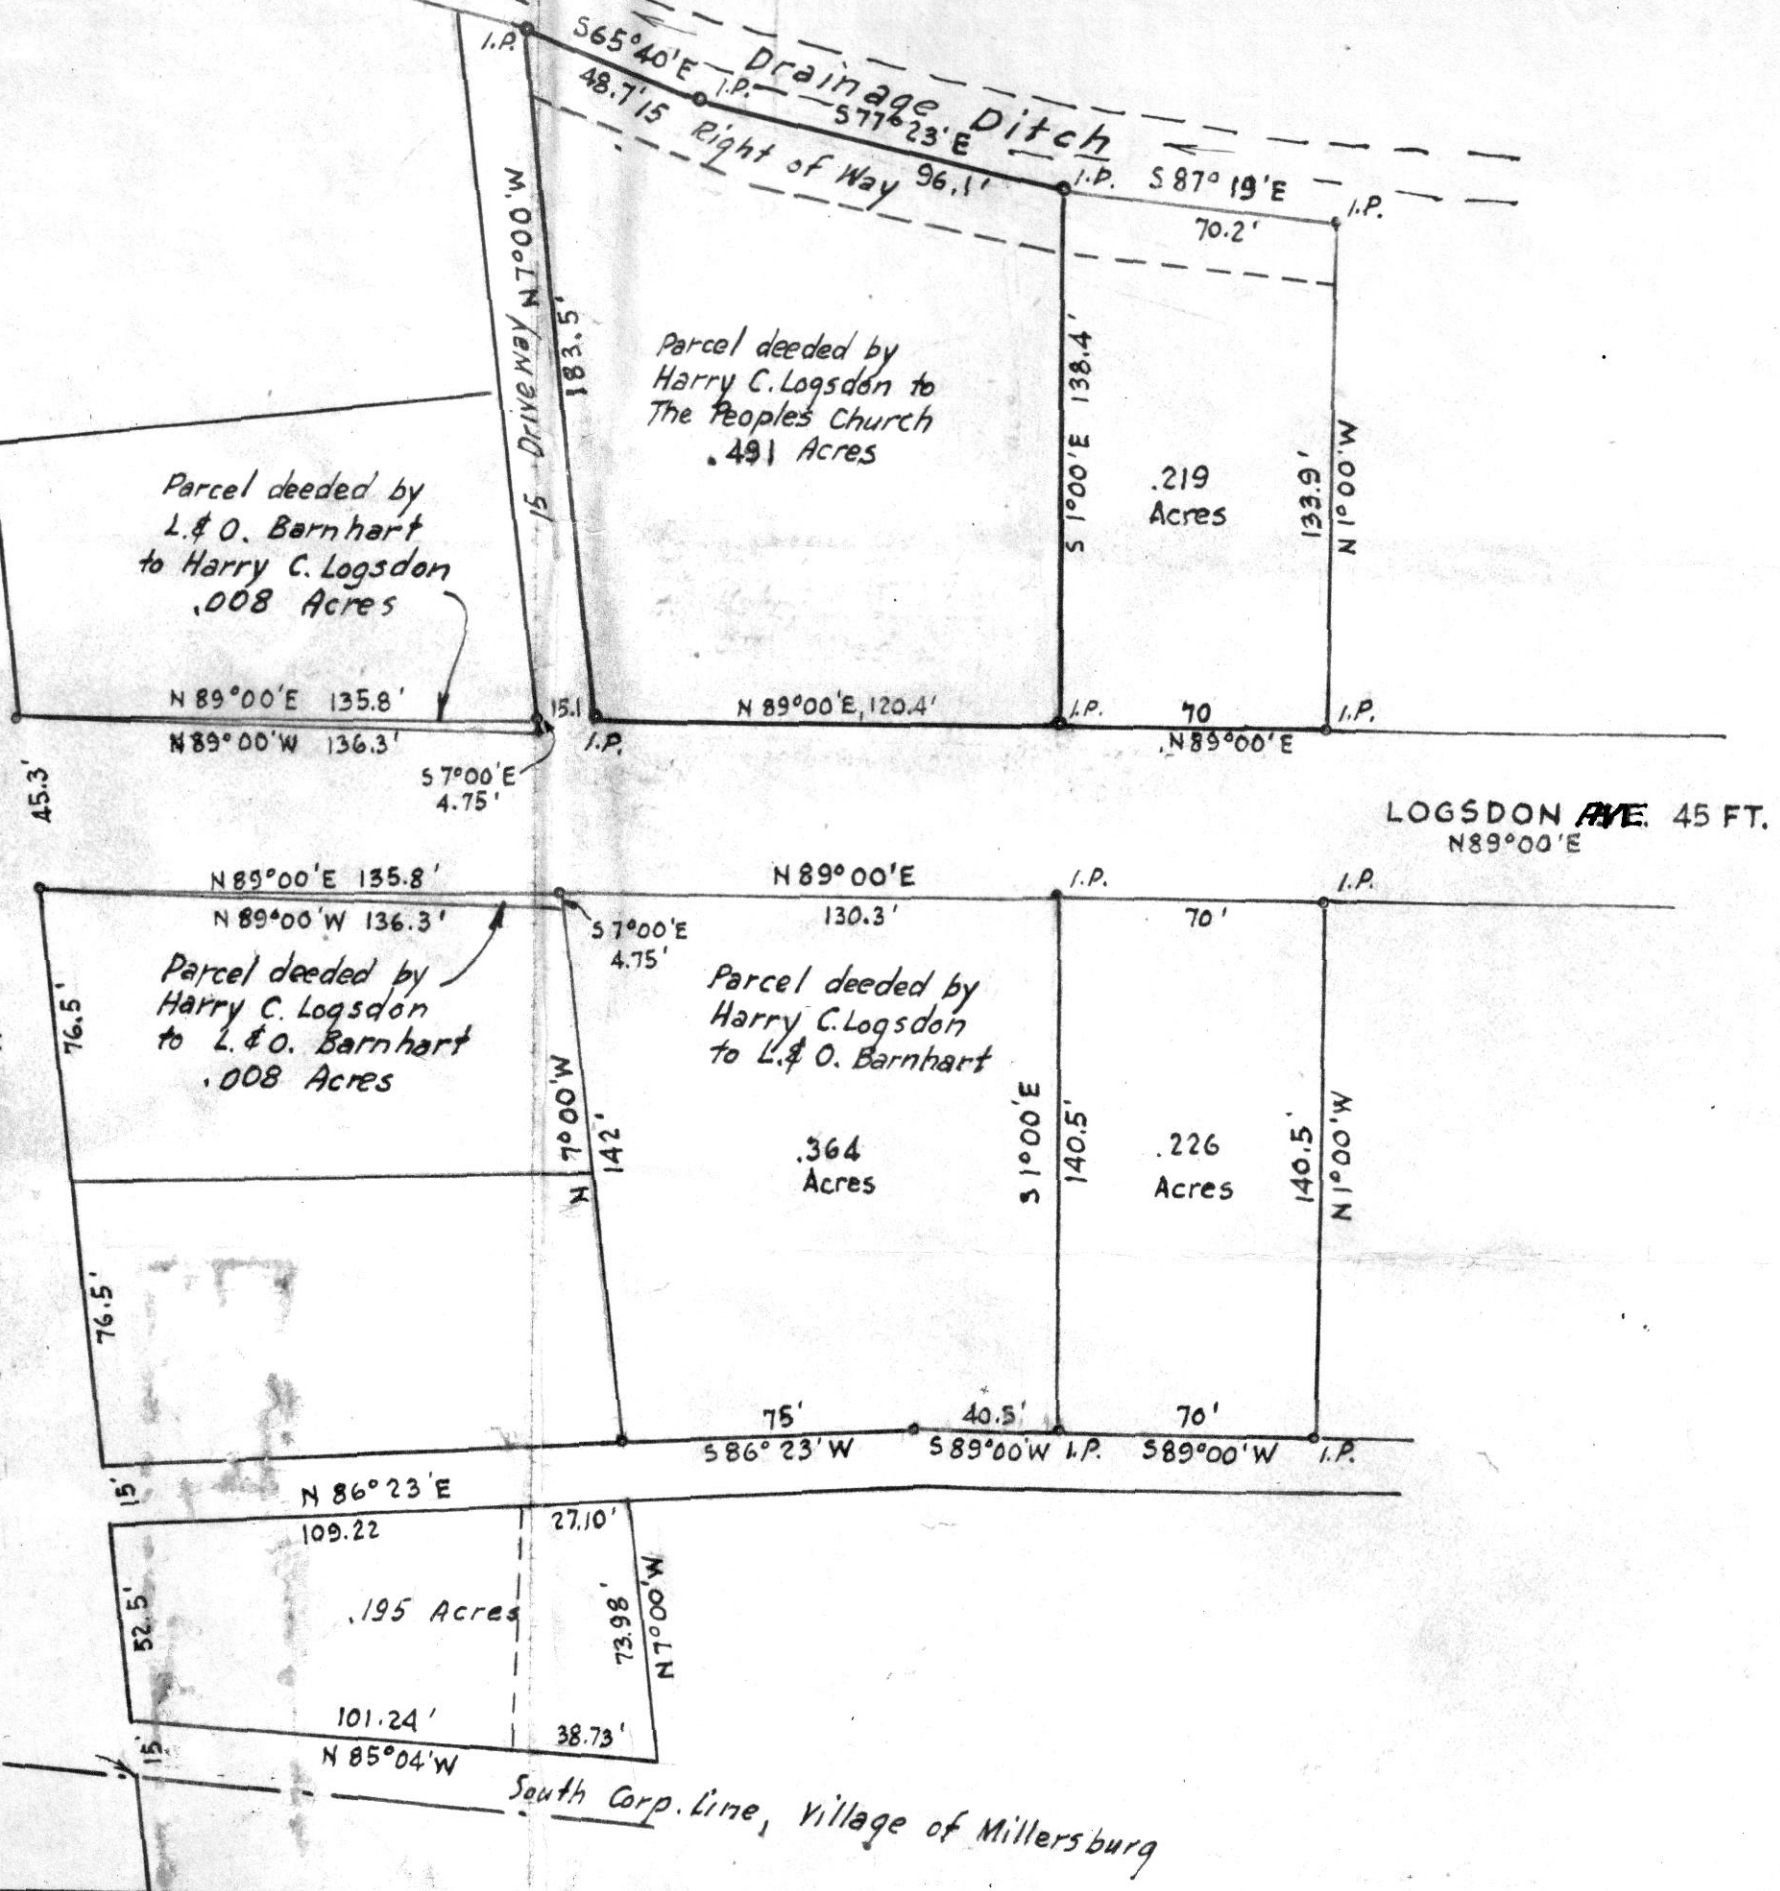 I.P.
S65°40'E
48.7'
I.P.
Drainage Ditch
S77°23'E
96.1'
15 Right of Way
I.P.
S87°19'E
70.2'
I.P.
15 Driveway N7°00'W
183.5'
Parcel deeded by
Harry C. Logsdon to
The Peoples Church
.491 Acres
S 1°00'E 138.4'
.219
Acres
133.9'
N1°00'W
Parcel deeded by
L.& O. Barnhart
to Harry C. Logsdon
.008 Acres
N 89°00'E 135.8'
N89°00'W 136.3'
15.1
I.P.
N 89°00'E, 120.4'
I.P.
70
N89°00'E
I.P.
S 7°00'E
4.75'
45.3'
LOGSDON AVE. 45 FT.
N89°00'E
N89°00'E 135.8'
N 89°00'W 136.3'
S 7°00'E
4.75'
N89°00'E
130.3'
I.P.
70'
I.P.
Parcel deeded by
Harry C. Logsdon
to L.& O. Barnhart
.008 Acres
76.5'
N 7°00'W
142'
Parcel deeded by
Harry C. Logsdon
to L.& O. Barnhart
.364
Acres
S 1°00'E
140.5'
.226
Acres
140.5'
N1°00'W
76.5'
75'
S86°23'W
40.5'
S89°00'W
I.P.
70'
S89°00'W
I.P.
15'
N 86°23'E
109.22
27.10'
.195 Acres
52.5'
73.98'
N7°00'W
101.24'
N 85°04'W
38.73'
15'
South Corp. Line, Village of Millersburg